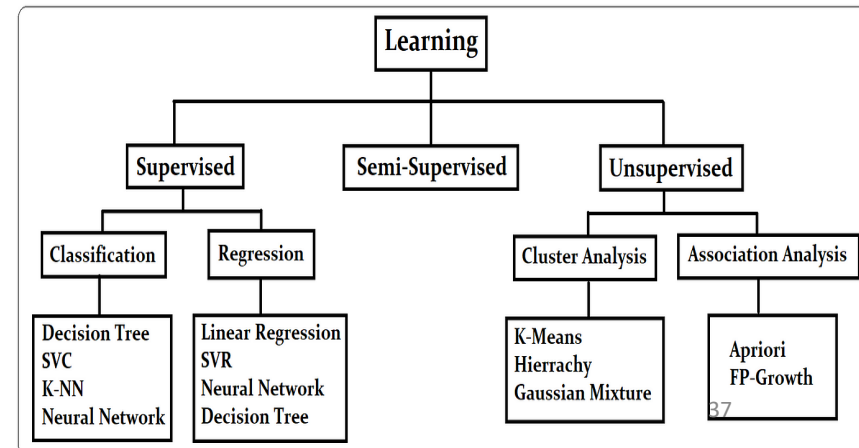 Learning
Supervised
Semi-Supervised
Unsupervised
Classification
Regression
Cluster Analysis
Association Analysis
Decision Tree
SVC
K-NN
Neural Network
Linear Regression
SVR
Neural Network
Decision Tree
K-Means
Hierrachy
Gaussian Mixture
Apriori
FP-Growth
37